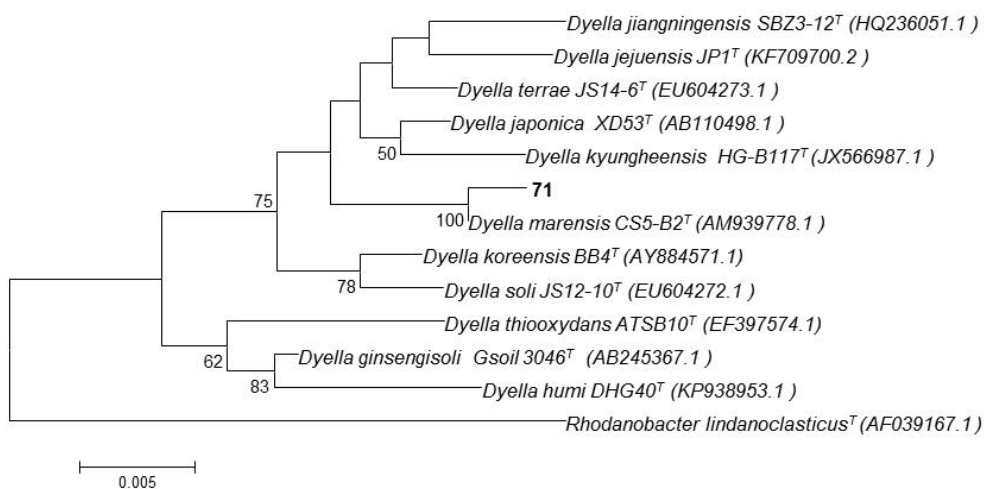 Dyella jiangningensis SBZ3-12ᵀ (HQ236051.1 )
Dyella jejuensis JP1ᵀ (KF709700.2 )
Dyella terrae JS14-6ᵀ (EU604273.1 )
Dyella japonica XD53ᵀ (AB110498.1 )
50
Dyella kyungheensis HG-B117ᵀ (JX566987.1 )
71
75
100
Dyella marensis CS5-B2ᵀ (AM939778.1 )
Dyella koreensis BB4ᵀ (AY884571.1)
78
Dyella soli JS12-10ᵀ (EU604272.1 )
Dyella thiooxydans ATSB10ᵀ (EF397574.1)
62
Dyella ginsengisoli Gsoil 3046ᵀ (AB245367.1 )
83
Dyella humi DHG40ᵀ (KP938953.1 )
Rhodanobacter lindanoclasticusᵀ (AF039167.1)
0.005